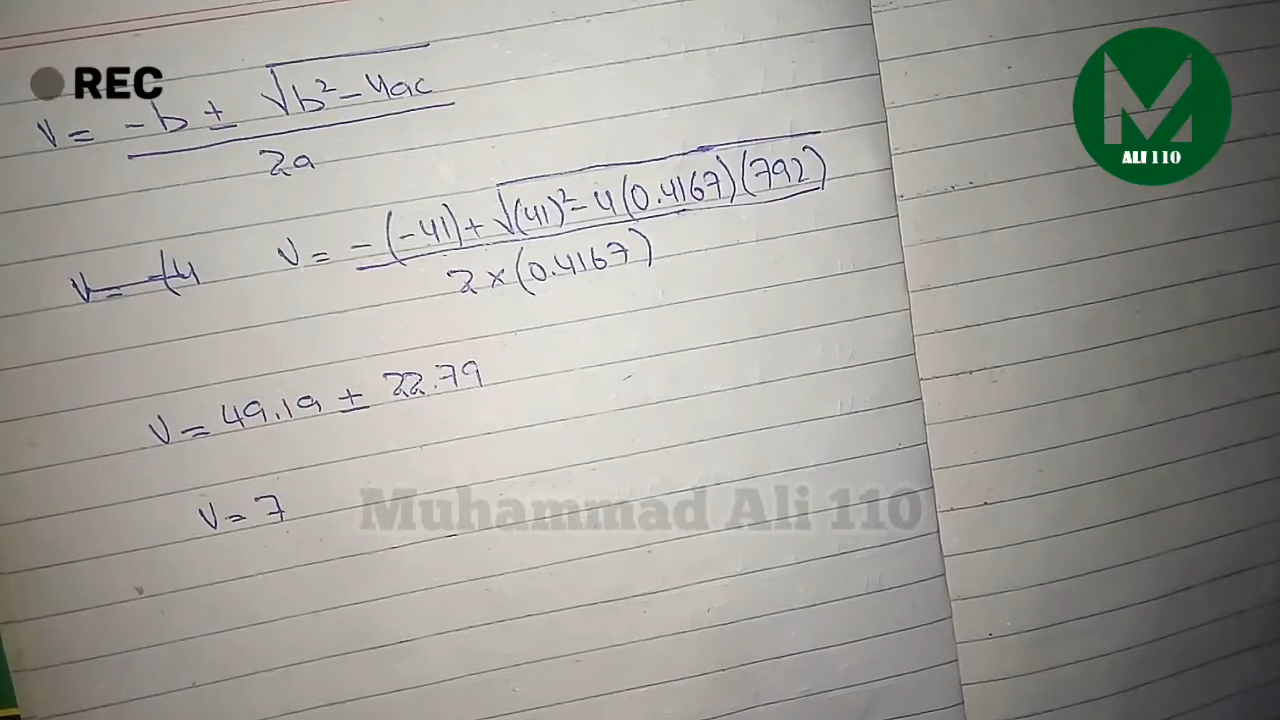 REC
V = -b ± √b² - 4ac
2a
V = -(-41) + √(41)² - 4(0.4167)(792)
2 × (0.4167)
V = 49.19 ± 22.79
V = 7
Muhammad Ali 110
M
ALI 110